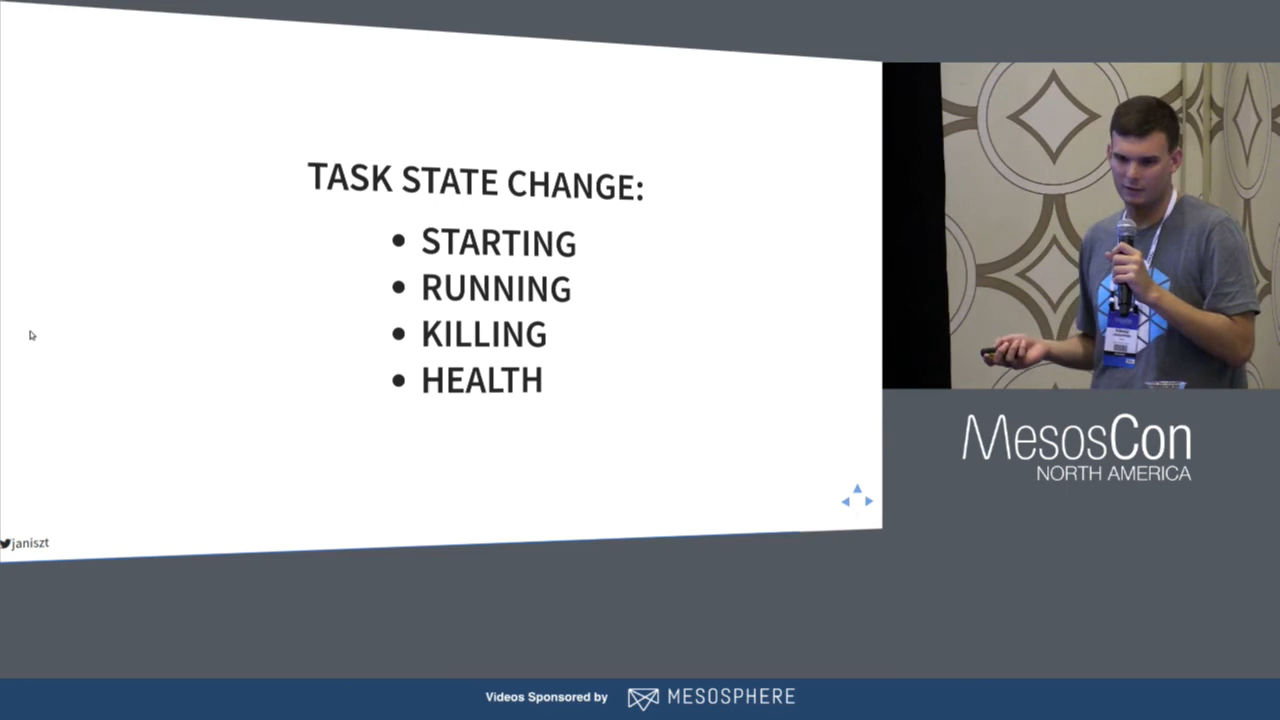 TASK STATE CHANGE:
STARTING
RUNNING
KILLING
HEALTH
janiszt
MesosCon
NORTH AMERICA
Videos Sponsored by
MESOSPHERE